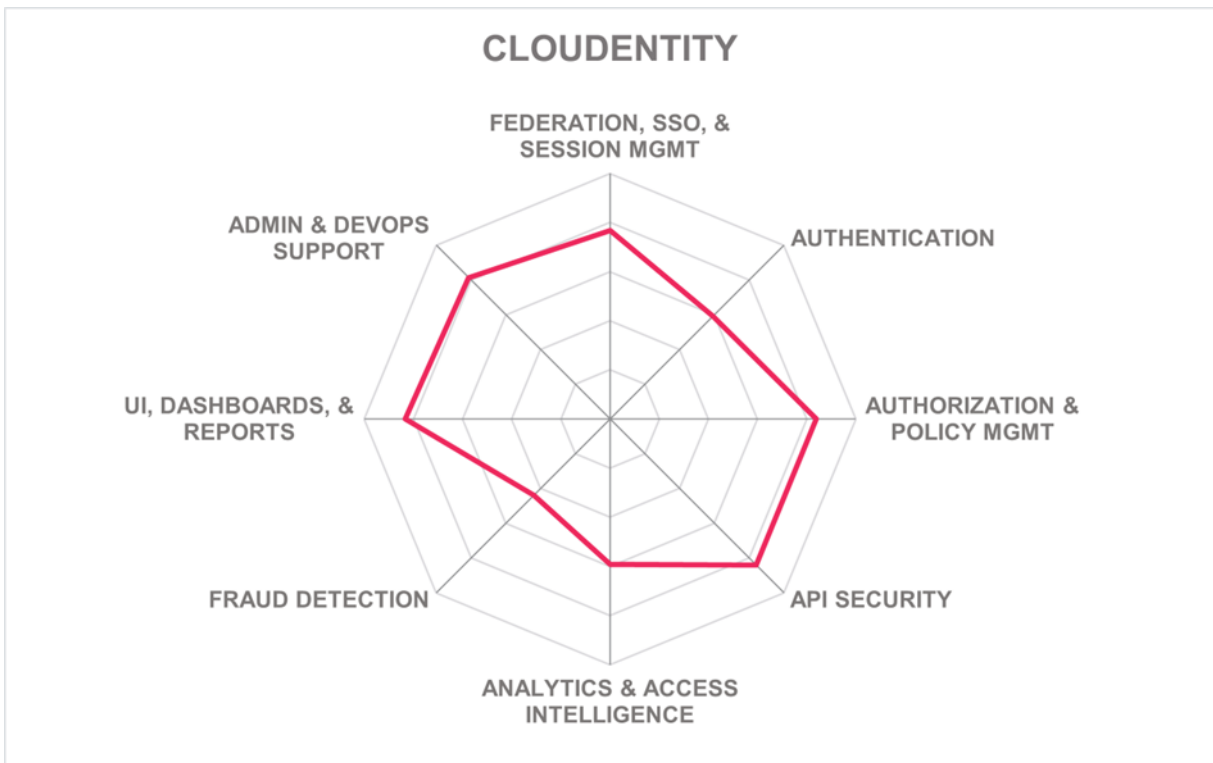 CLOUDENTITY
FEDERATION, SSO, &
SESSION MGMT
ADMIN & DEVOPS
SUPPORT
AUTHENTICATION
UI, DASHBOARDS, &
REPORTS
AUTHORIZATION &
POLICY MGMT
FRAUD DETECTION
API SECURITY
ANALYTICS & ACCESS
INTELLIGENCE